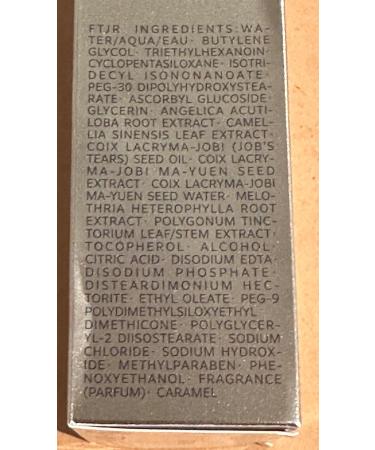 FTJR INGREDIENTS:WA-
TER/AQUA/EAU· BUTYLENE
GLYCOL· TRIETHYLHEXANOIN·
CYCLOPENTASILOXANE· ISOTRI-
DECYL ISONONANOATE·
PEG-30 DIPOLYHYDROXYSTEA-
RATE· ASCORBYL GLUCOSIDE·
GLYCERIN· ANGELICA ACUTI-
LOBA ROOT EXTRACT· CAMEL-
LIA SINENSIS LEAF EXTRACT·
COIX LACRYMA-JOBI (JOB'S
TEARS) SEED OIL· COIX LACRY-
MA-JOBI MA-YUEN SEED
EXTRACT· COIX LACRYMA-JOBI
MA-YUEN SEED WATER· MELO-
THRIA HETEROPHYLLA ROOT
EXTRACT· POLYGONUM TINC-
TORIUM LEAF/STEM EXTRACT·
TOCOPHEROL· ALCOHOL·
CITRIC ACID· DISODIUM EDTA·
DISODIUM PHOSPHATE·
DISTEARDIMONIUM HEC-
TORITE· ETHYL OLEATE· PEG-9
POLYDIMETHYLSILOXYETHYL
DIMETHICONE· POLYGLYCER-
YL-2 DIISOSTEARATE· SODIUM
CHLORIDE· SODIUM HYDROX-
IDE· METHYLPARABEN· PHE-
NOXYETHANOL· FRAGRANCE
(PARFUM)· CARAMEL